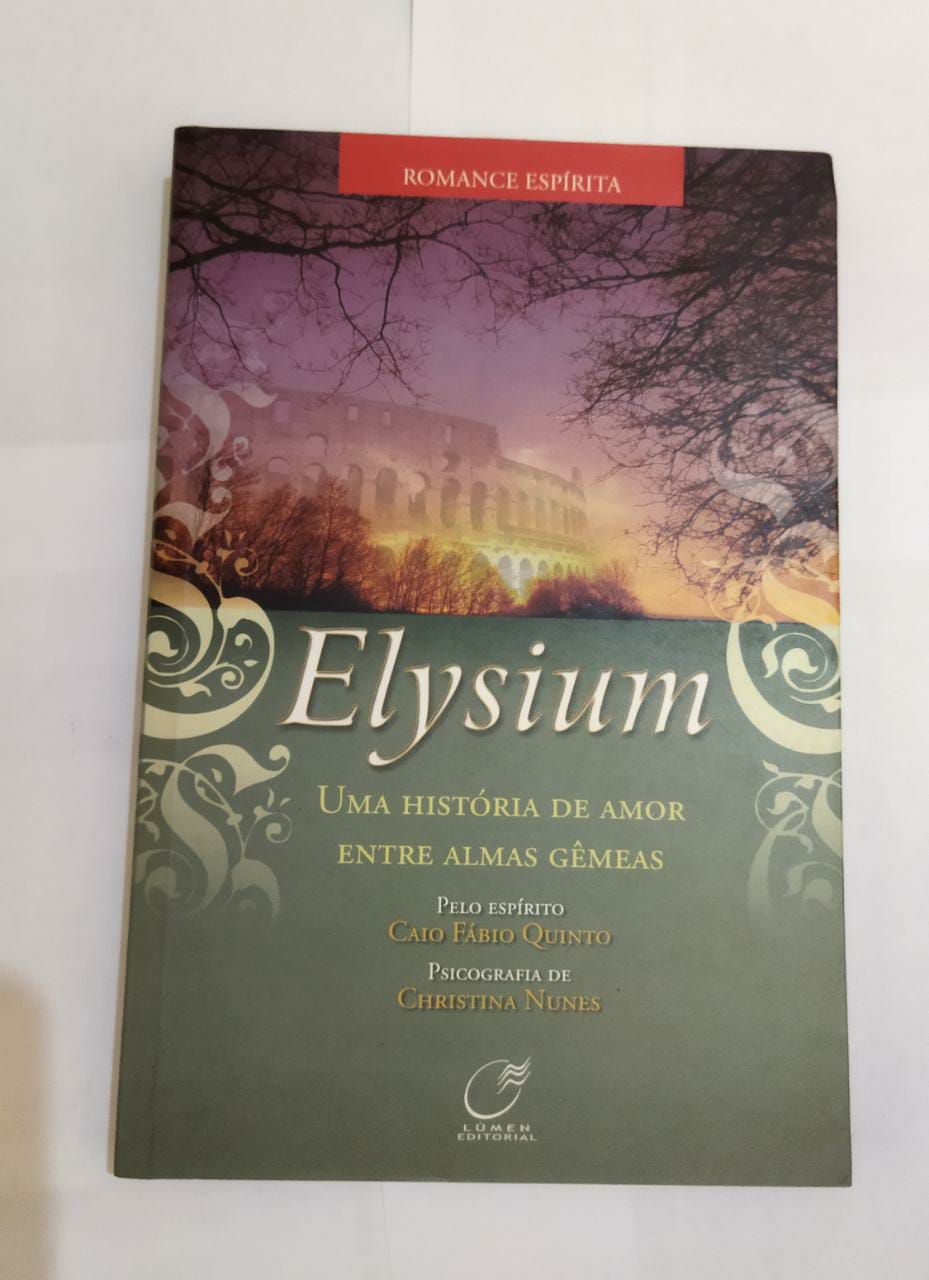 ROMANCE ESPÍRITA
Elysium
UMA HISTÓRIA DE AMOR
ENTRE ALMAS GÊMEAS
PELO ESPÍRITO
CAIO FÁBIO QUINTO
PSICOGRAFIA DE
CHRISTINA NUNES
LÚMEN
EDITORIAL